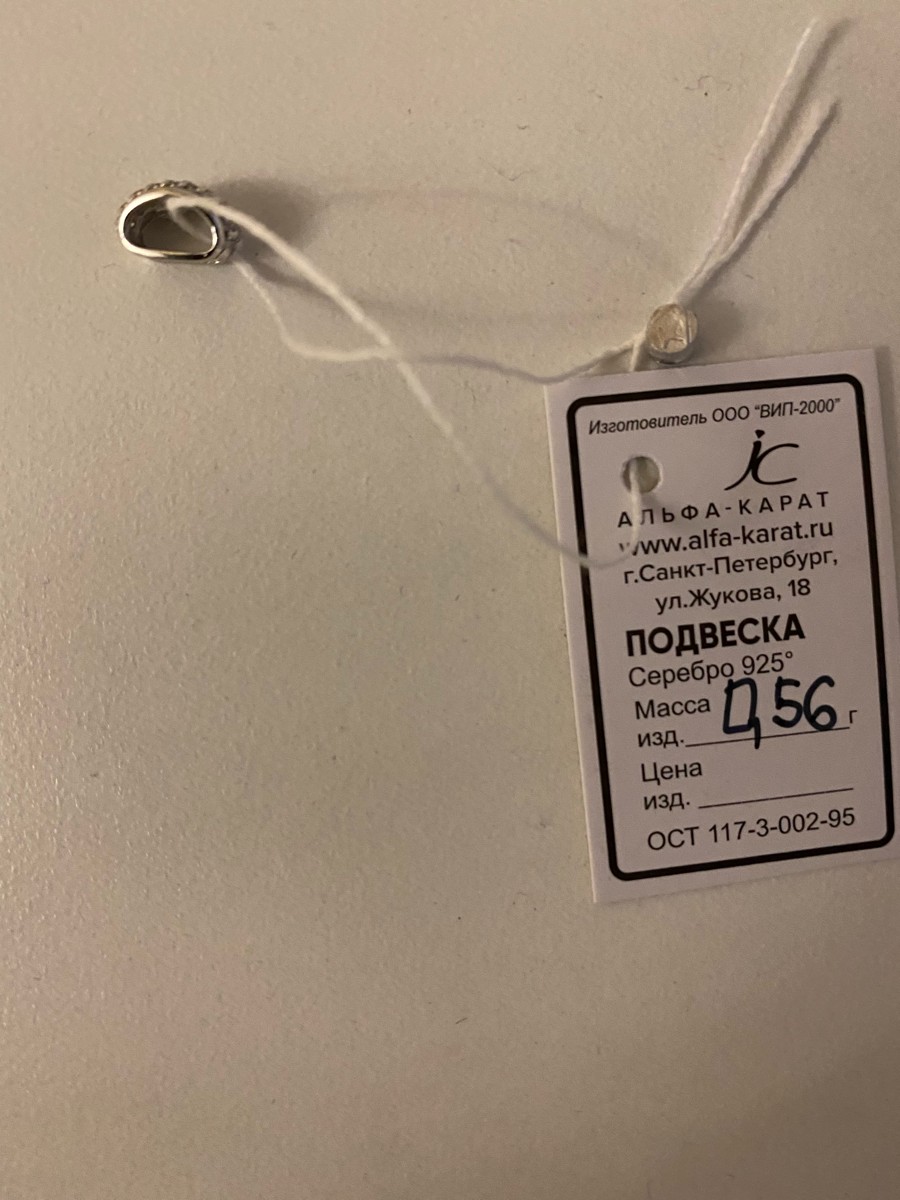 Изготовитель ООО "ВИП-2000"
jc
АЛЬФА-КАРАТ
www.alfa-karat.ru
г.Санкт-Петербург,
ул.Жукова, 18
ПОДВЕСКА
Серебро 925°
Масса
изд. 0,56 г
Цена
изд.
ОСТ 117-3-002-95